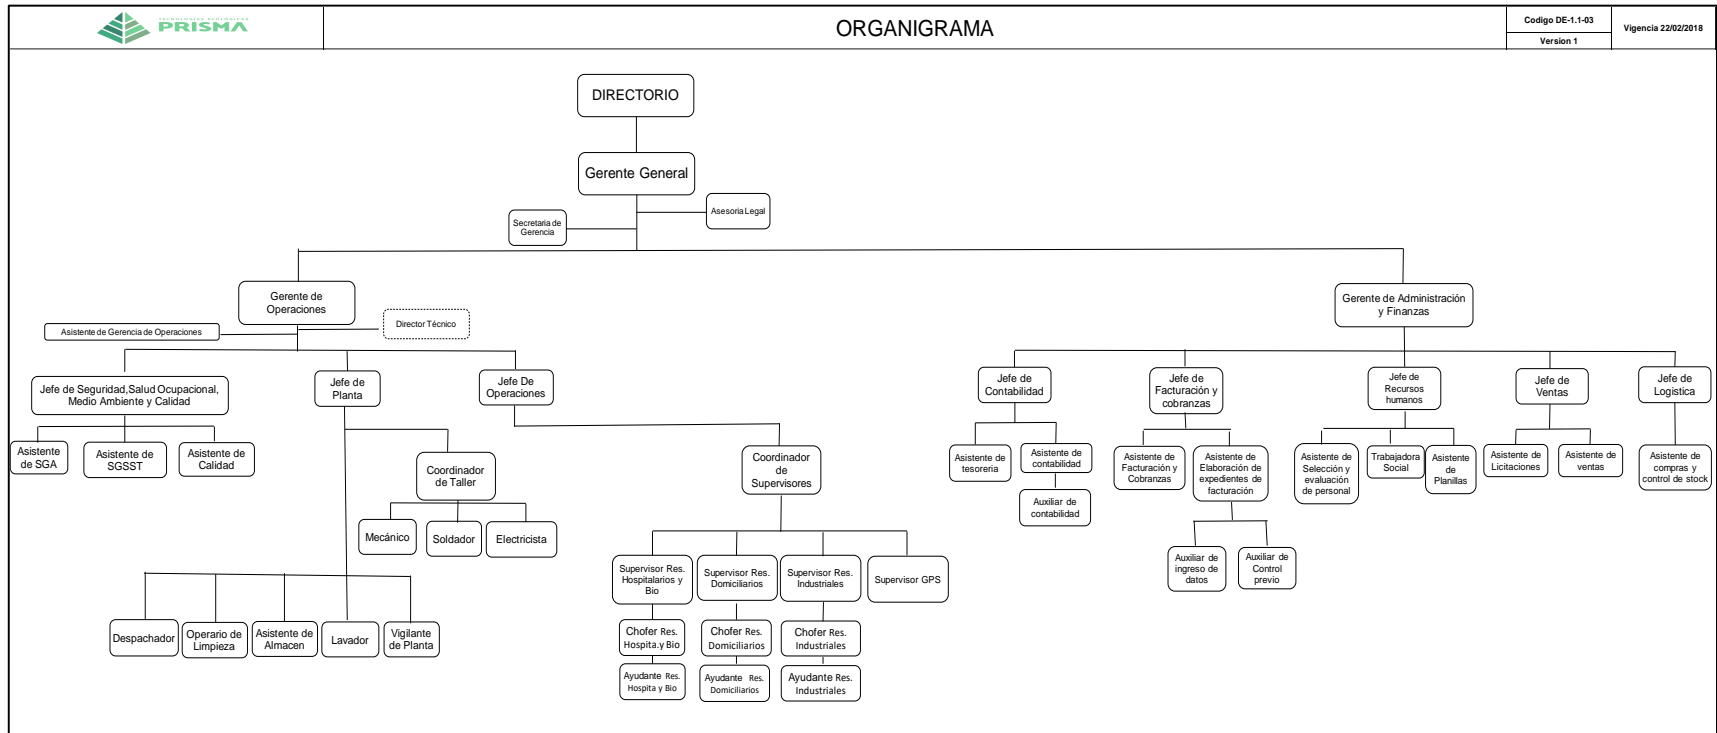 TECNOLOGIAS ECOLOGICAS
PRISMA
ORGANIGRAMA
Codigo DE-1.1-03
Version 1
Vigencia 22/02/2018
DIRECTORIO
Gerente General
Asesoria Legal
Secretaria de
Gerencia
Gerente de
Operaciones
Gerente de Administración
y Finanzas
Asistente de Gerencia de Operaciones
Director Técnico
Jefe de Seguridad,Salud Ocupacional,
Medio Ambiente y Calidad
Jefe de
Planta
Jefe De
Operaciones
Jefe de
Contabilidad
Jefe de
Facturación y
cobranzas
Jefe de
Recursos
humanos
Jefe de
Ventas
Jefe de
Logística
Asistente
de SGA
Asistente de
SGSST
Asistente de
Calidad
Coordinador
de Taller
Coordinador
de
Supervisores
Asistente de
tesoreria
Asistente de
contabilidad
Auxiliar de
contabilidad
Asistente de
Facturación y
Cobranzas
Asistente de
Elaboración de
expedientes de
facturación
Asistente de
Selección y
evaluación
de personal
Trabajadora
Social
Asistente
de
Planillas
Asistente de
Licitaciones
Asistente de
ventas
Asistente de
compras y
control de stock
Mecánico
Soldador
Electricista
Auxiliar de
ingreso de
datos
Auxiliar de
Control
previo
Supervisor Res.
Hospitalarios y
Bio
Supervisor Res.
Domiciliarios
Supervisor Res.
Industriales
Supervisor GPS
Despachador
Operario de
Limpieza
Asistente de
Almacen
Lavador
Vigilante
de Planta
Chofer Res.
Hospita.y Bio
Chofer Res.
Domiciliarios
Chofer Res.
Industriales
Ayudante Res.
Hospita y Bio
Ayudante Res.
Domiciliarios
Ayudante Res.
Industriales